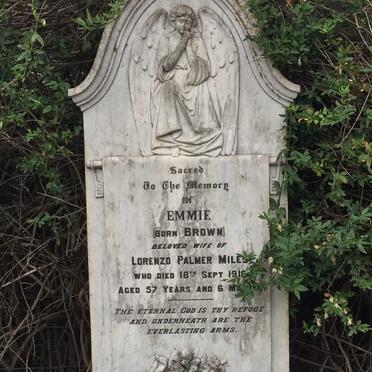 Sacred
To The Memory
Of
EMMIE
(BORN BROWN)
BELOVED WIFE OF
LORENZO PALMER MILES
WHO DIED 18TH SEPT 1916
AGED 57 YEARS AND 6
THE ETERNAL GOD IS THY REFUGE
AND UNDERNEATH ARE THE
EVERLASTING ARMS.